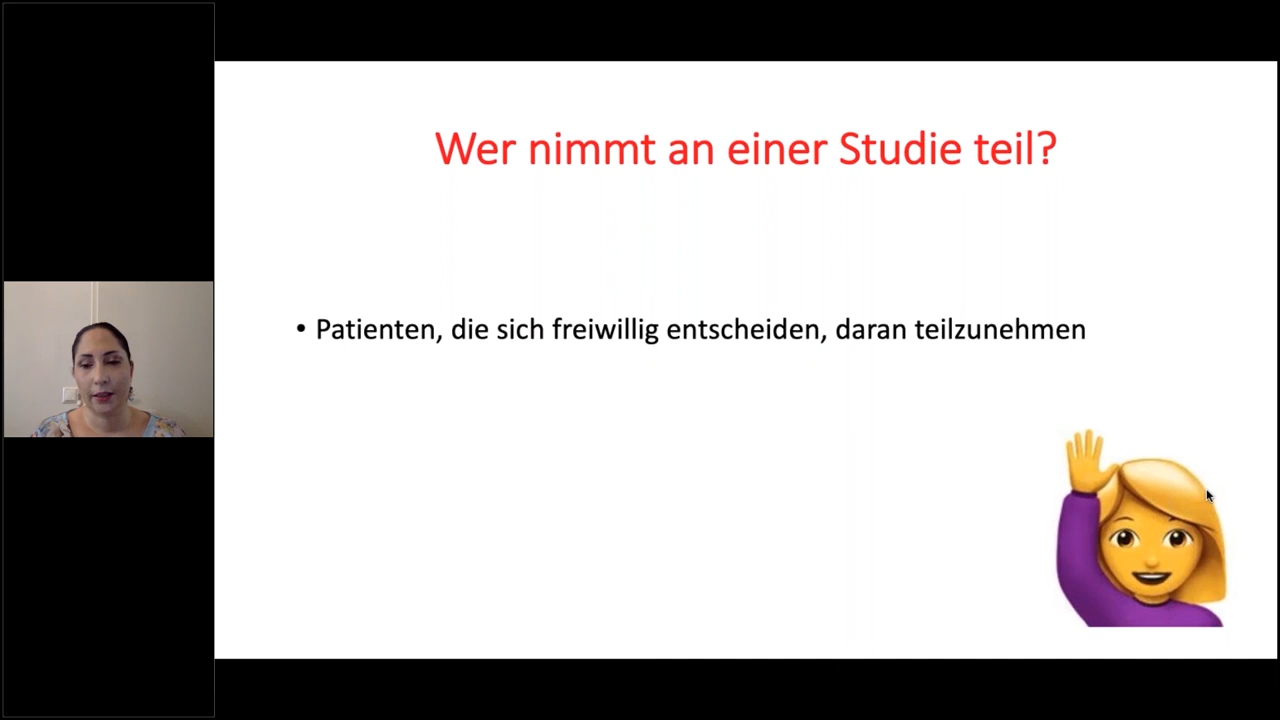 Wer nimmt an einer Studie teil?
• Patienten, die sich freiwillig entscheiden, daran teilzunehmen